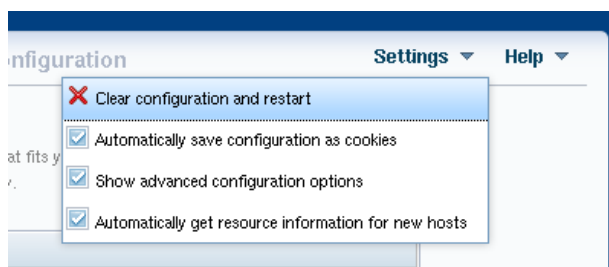 nfiguration Settings Help
Clear configuration and restart
Automatically save configuration as cookies
at fits y
Show advanced configuration options
Automatically get resource information for new hosts